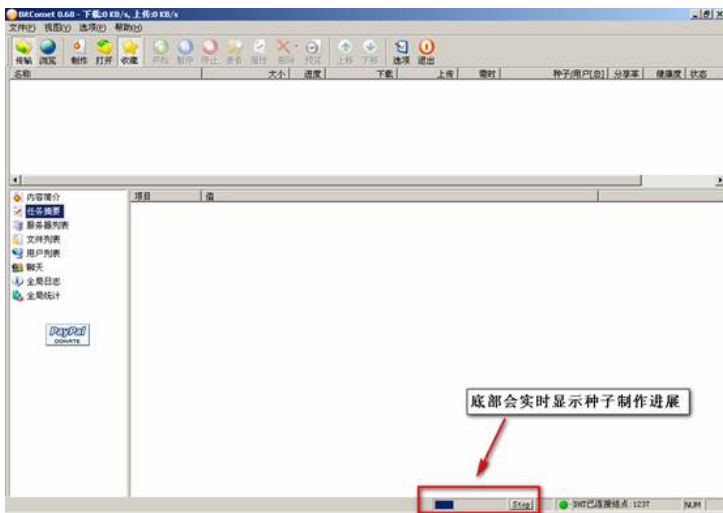 BitComet 0.60 - 下载:0 KB/s, 上传:0 KB/s
文件(F) 视图(V) 选项(P) 帮助(H)
传输 浏览 制作 打开 收藏 开始 暂停 停止 查看 属性 删除 预览 上移 下移 选项 退出
名称 大小 进度 下载 上传 需时 种子/用户[总] 分享率 健康度 状态
内容简介 项目 值
任务摘要
服务器列表
文件列表
用户列表
聊天
全局日志
全局统计
PayPal
DONATE
底部会实时显示种子制作进展
Stop DHT已连接结点:1237 NUM